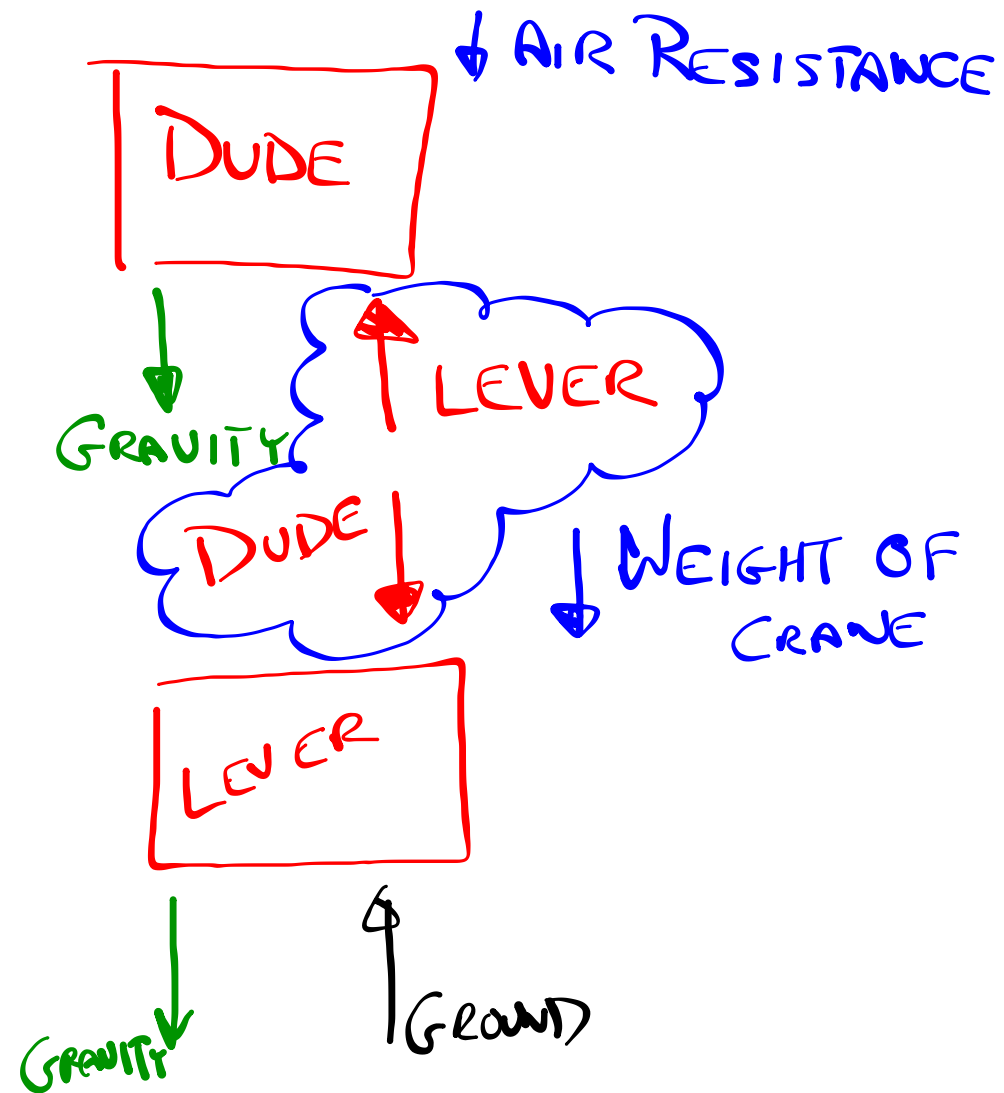 AIR RESISTANCE
DUDE
LEVER
GRAVITY
DUDE
WEIGHT OF
CRANE
LEVER
GROUND
GRAVITY